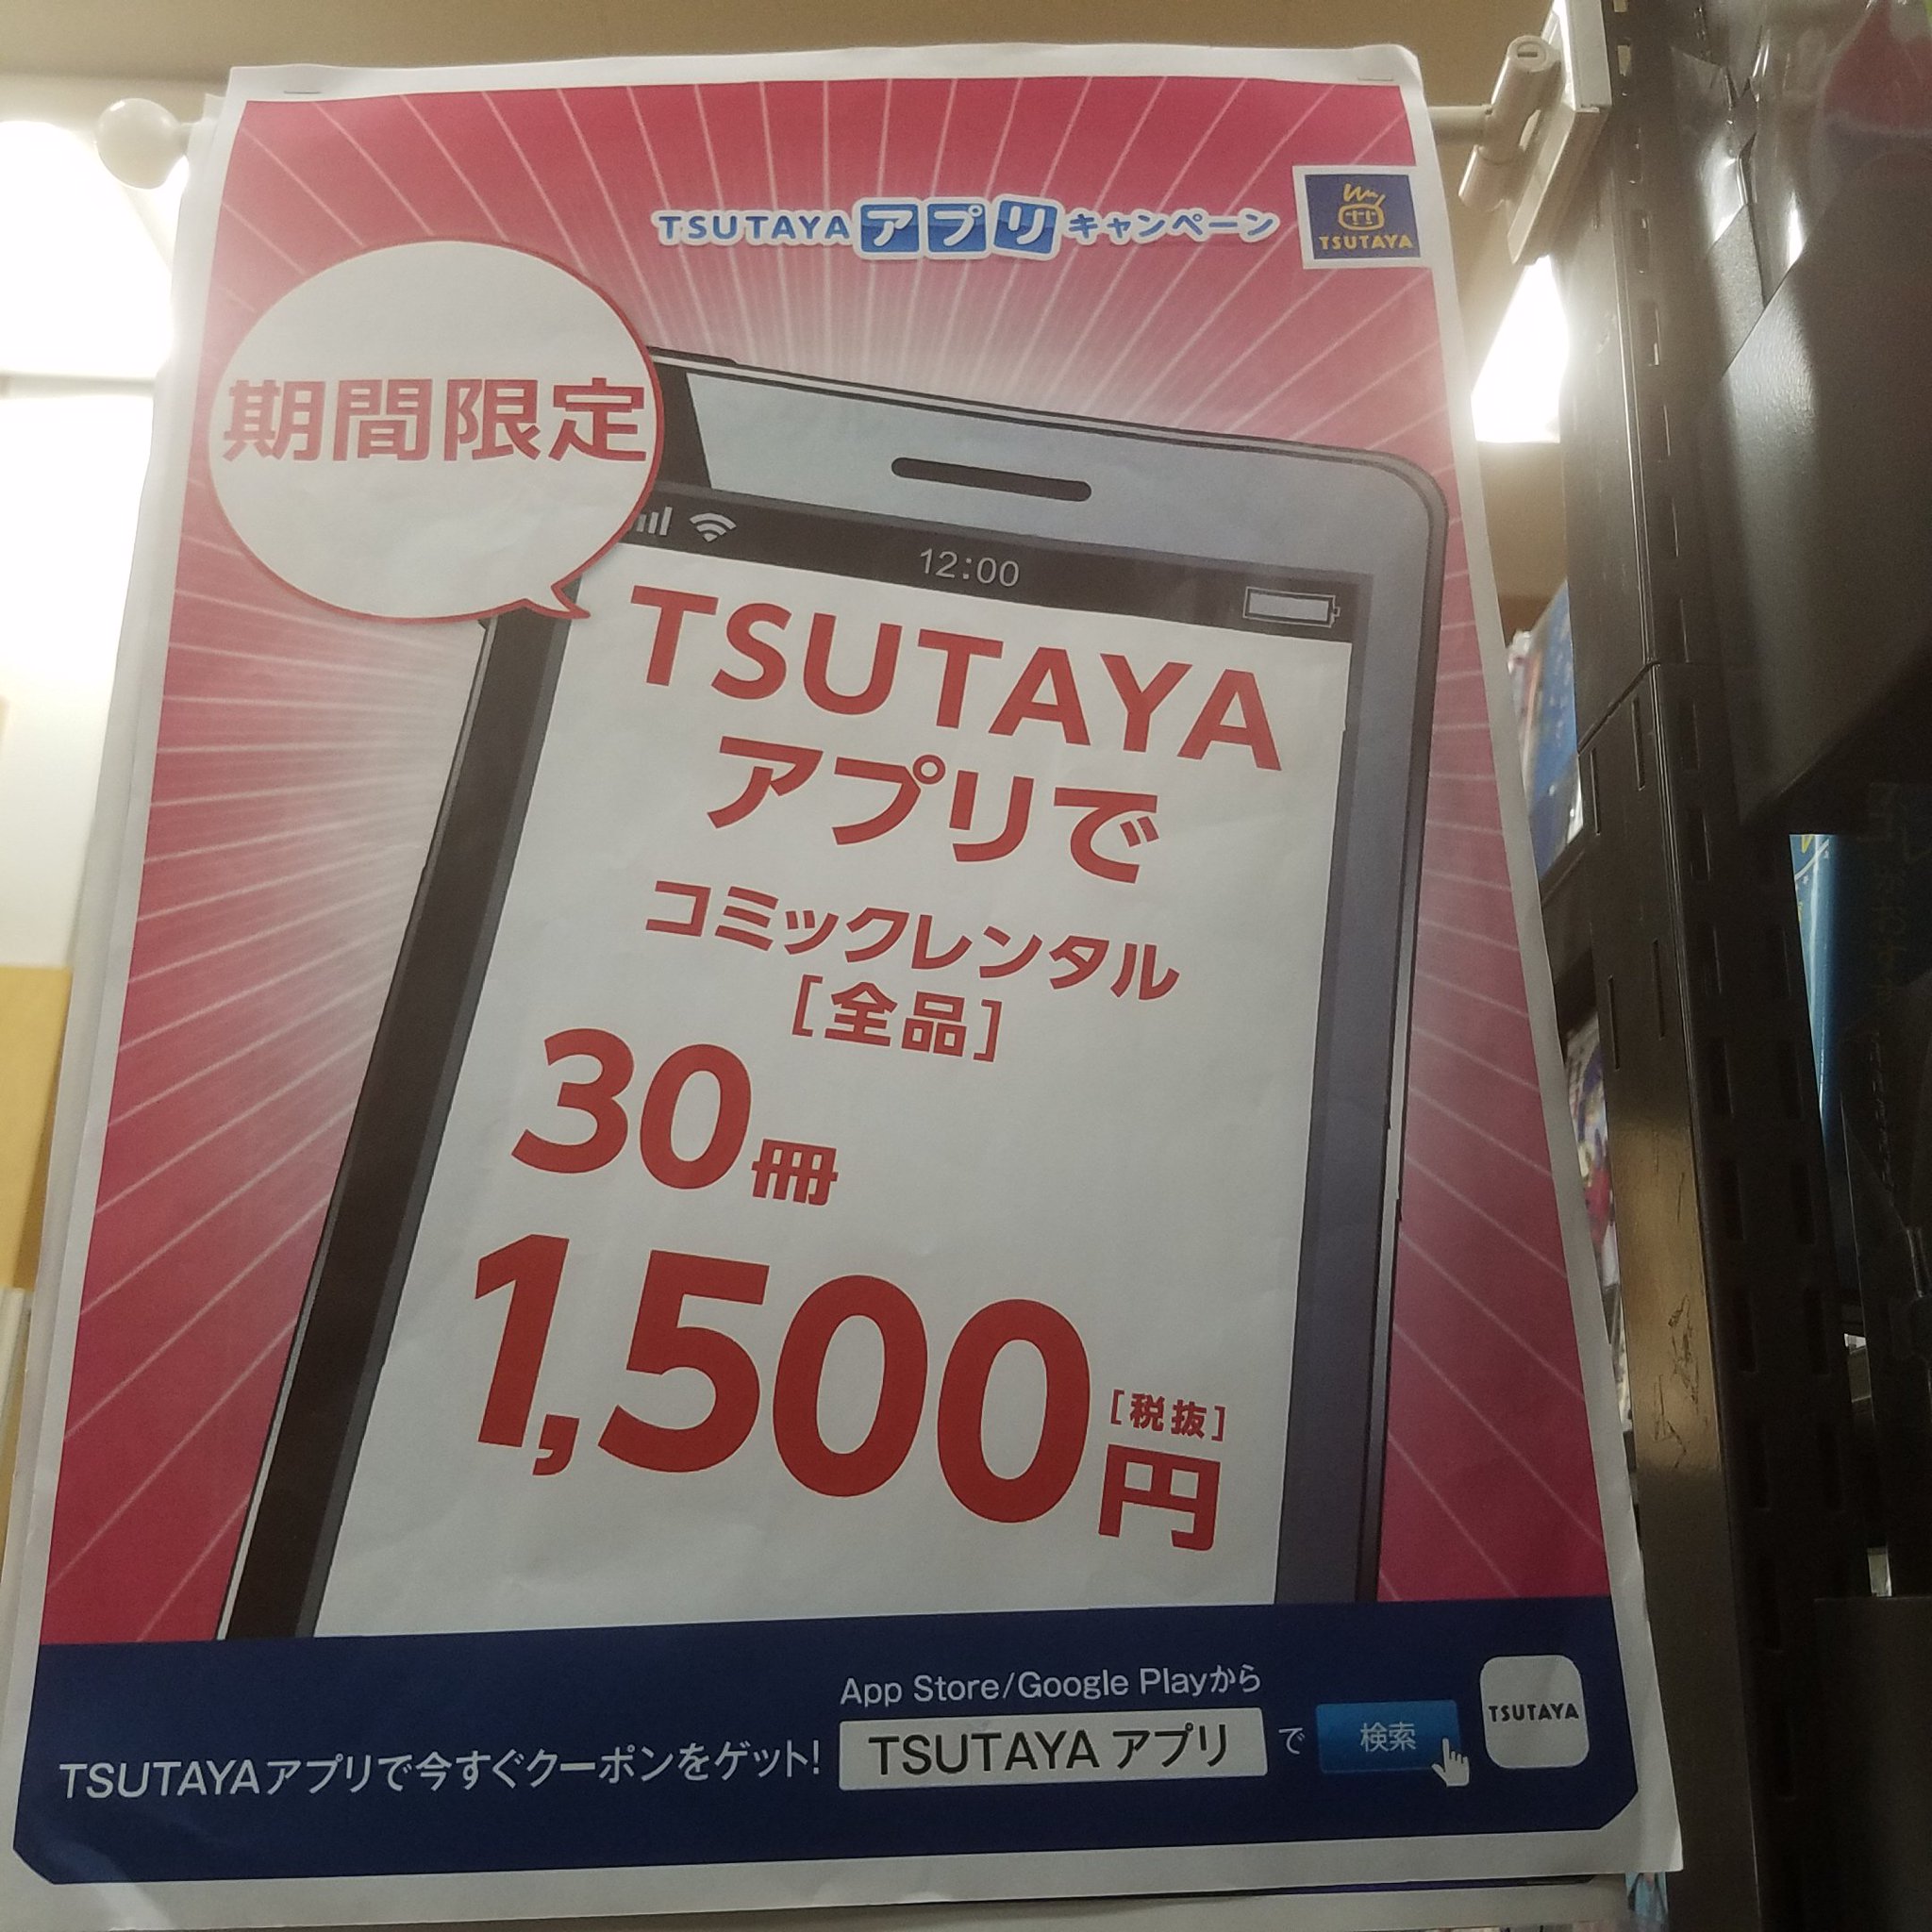 TSUTAYAアプリキャンペーン
TSUTAYA
期間限定
12:00
TSUTAYA
アプリで
コミックレンタル
[全品]
30冊
1,500円[税抜]
App Store/Google Playから
TSUTAYAアプリで今すぐクーポンをゲット! TSUTAYA アプリ で 検索
TSUTAYA